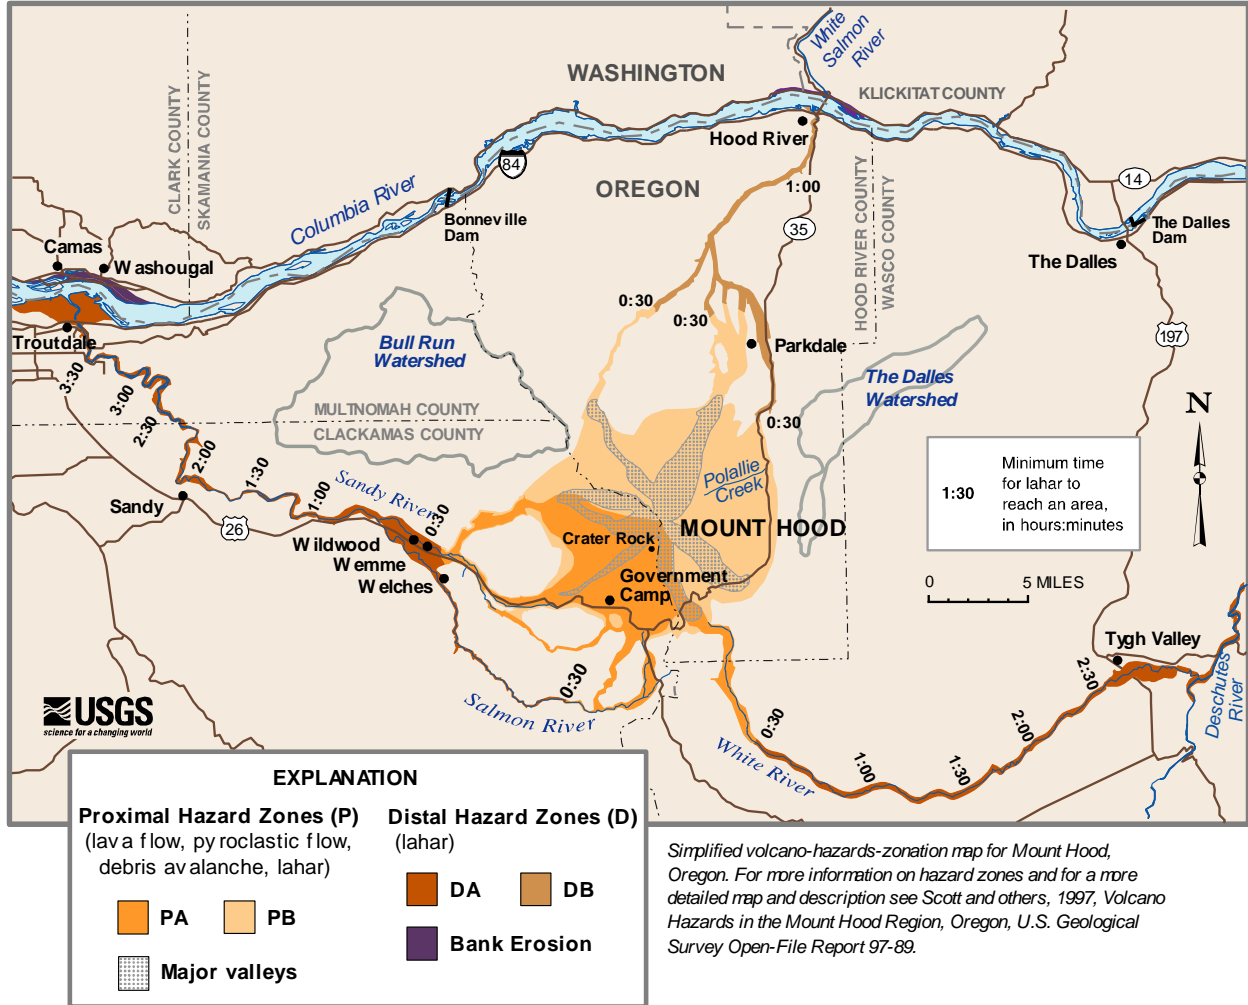 White
Salmon
River
WASHINGTON
KLICKITAT COUNTY
CLARK COUNTY
SKAMANIA COUNTY
Hood River
84
14
OREGON
1:00
Columbia River
Bonneville
Dam
35
HOOD RIVER COUNTY
WASCO COUNTY
The Dalles
Dam
The Dalles
Camas
Washougal
0:30
0:30
Troutdale
Bull Run
Watershed
Parkdale
197
The Dalles
Watershed
3:30
3:00
2:30
MULTNOMAH COUNTY
CLACKAMAS COUNTY
0:30
N
2:00
1:30
1:00
Sandy River
0:30
Polallie
Creek
1:30
Minimum time
for lahar to
reach an area,
in hours:minutes
Sandy
26
Wildwood
Wemme
Welches
Crater Rock
MOUNT HOOD
Government
Camp
0 5 MILES
Tygh Valley
0:30
Salmon River
0:30
White River
1:00
1:30
2:00
2:30
Deschutes
River
USGS
science for a changing world
EXPLANATION
Proximal Hazard Zones (P)
(lava flow, pyroclastic flow,
debris avalanche, lahar)
PA
PB
Major valleys
Distal Hazard Zones (D)
(lahar)
DA
DB
Bank Erosion
Simplified volcano-hazards-zonation map for Mount Hood,
Oregon. For more information on hazard zones and for a more
detailed map and description see Scott and others, 1997, Volcano
Hazards in the Mount Hood Region, Oregon, U.S. Geological
Survey Open-File Report 97-89.